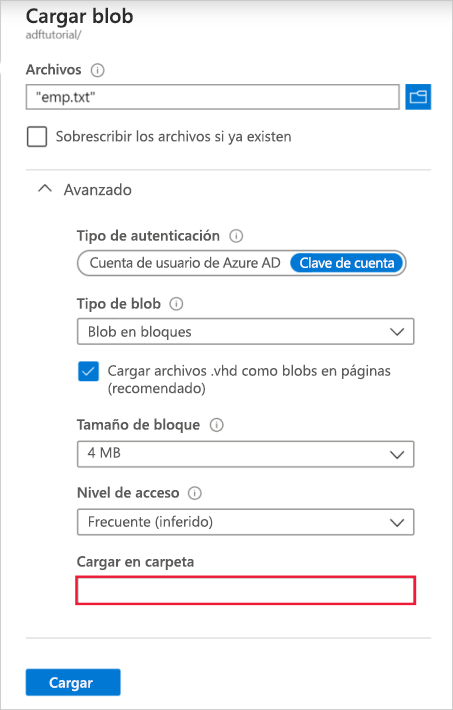 Cargar blob
adftutorial/
Archivos
"emp.txt"
Sobrescribir los archivos si ya existen
Avanzado
Tipo de autenticación
Cuenta de usuario de Azure AD Clave de cuenta
Tipo de blob
Blob en bloques
Cargar archivos .vhd como blobs en páginas
(recomendado)
Tamaño de bloque
4 MB
Nivel de acceso
Frecuente (inferido)
Cargar en carpeta
Cargar